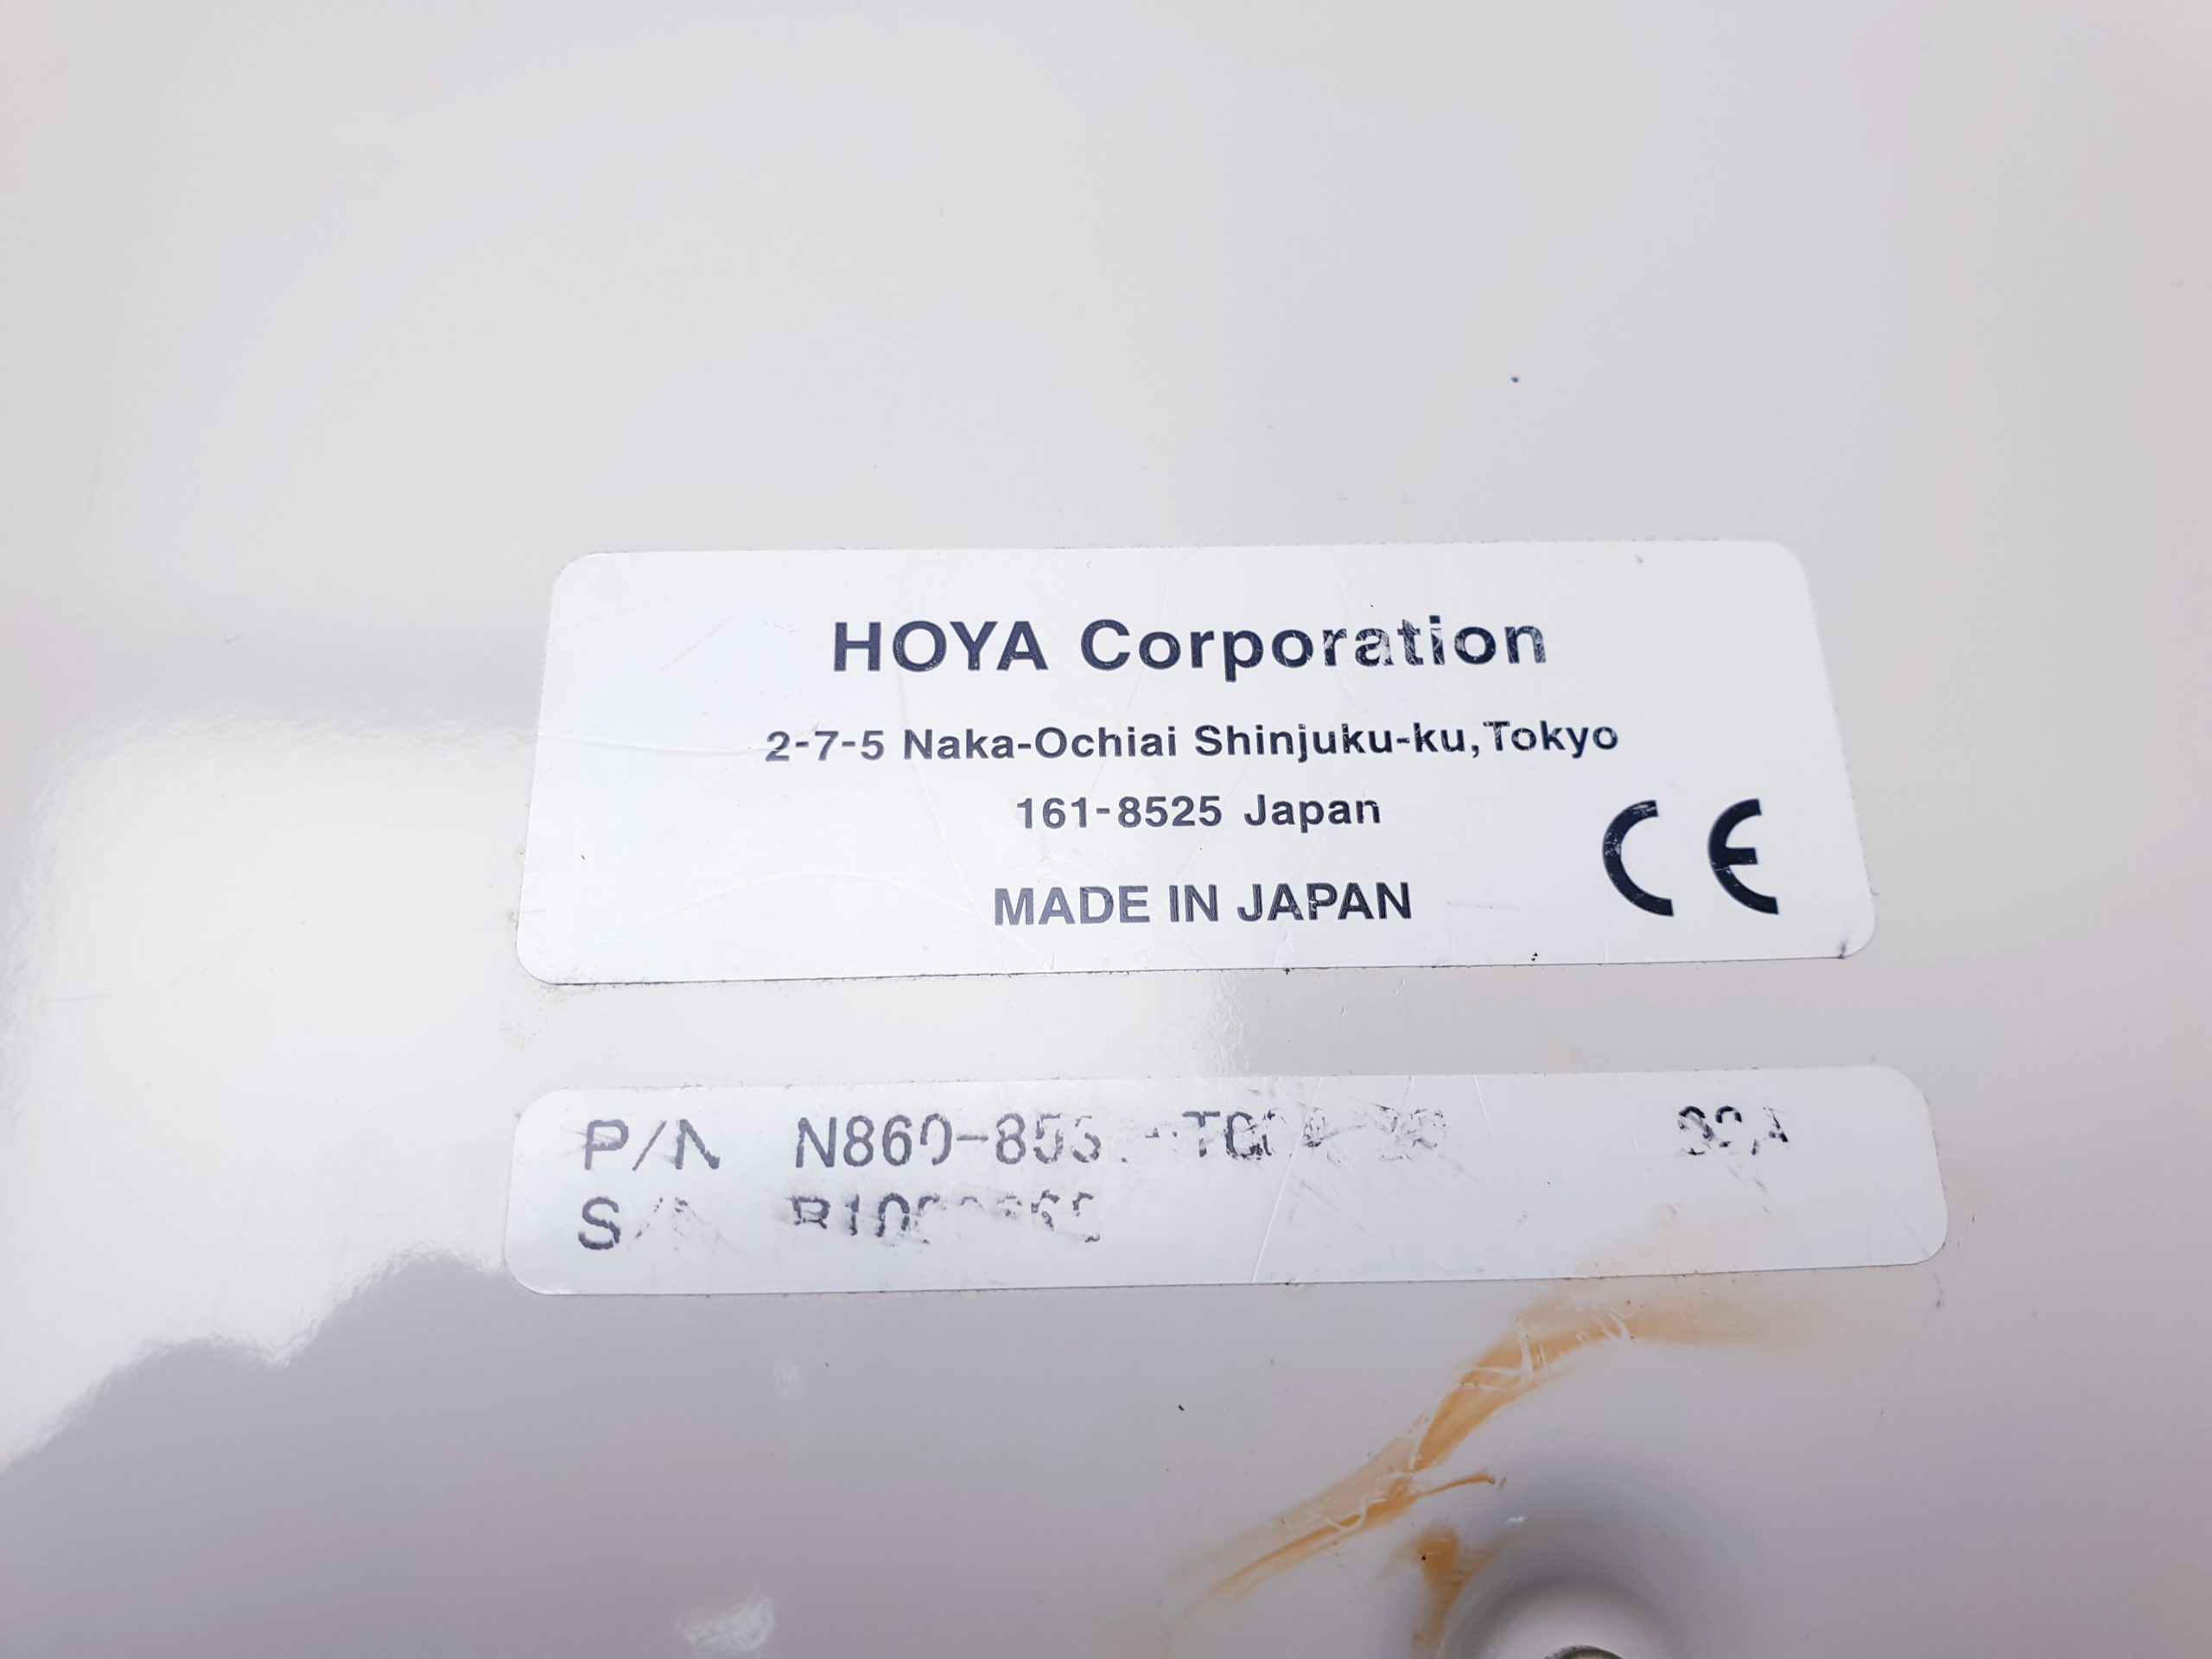 HOYA Corporation
2-7-5 Naka-Ochiai Shinjuku-ku, Tokyo
161-8525 Japan
MADE IN JAPAN
CE
P/N
S/N